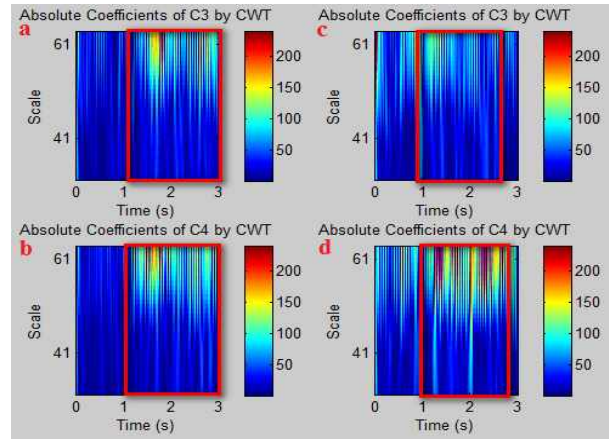 Absolute Coefficients of C3 by CWT
a
61
41
Scale
0 1 2 3
Time (s)
200
150
100
50
Absolute Coefficients of C3 by CWT
c
61
41
Scale
0 1 2 3
Time (s)
200
150
100
50
Absolute Coefficients of C4 by CWT
b
61
41
Scale
0 1 2 3
Time (s)
200
150
100
50
Absolute Coefficients of C4 by CWT
d
61
41
Scale
0 1 2 3
Time (s)
200
150
100
50